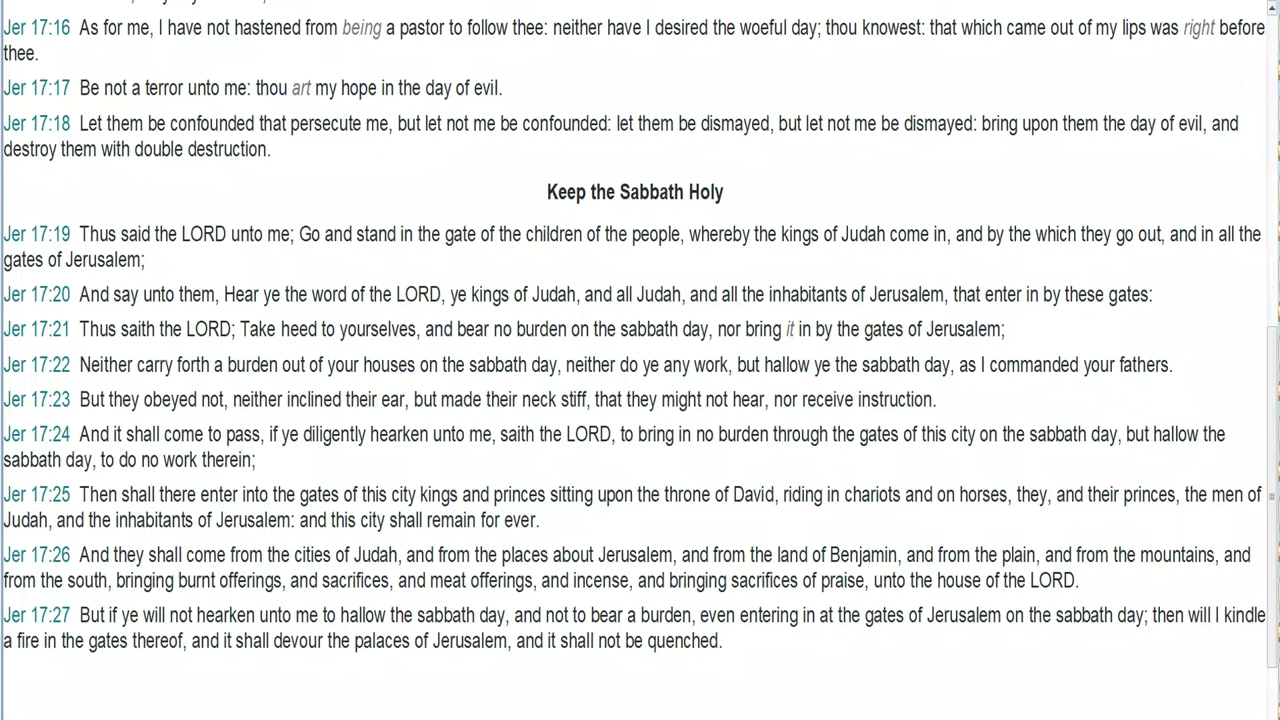 Jer 17:16 As for me, I have not hastened from being a pastor to follow thee: neither have I desired the woeful day; thou knowest: that which came out of my lips was right before
thee.
Jer 17:17 Be not a terror unto me: thou art my hope in the day of evil.
Jer 17:18 Let them be confounded that persecute me, but let not me be confounded: let them be dismayed, but let not me be dismayed: bring upon them the day of evil, and
destroy them with double destruction.
Keep the Sabbath Holy
Jer 17:19 Thus said the LORD unto me; Go and stand in the gate of the children of the people, whereby the kings of Judah come in, and by the which they go out, and in all the
gates of Jerusalem;
Jer 17:20 And say unto them, Hear ye the word of the LORD, ye kings of Judah, and all Judah, and all the inhabitants of Jerusalem, that enter in by these gates:
Jer 17:21 Thus saith the LORD; Take heed to yourselves, and bear no burden on the sabbath day, nor bring it in by the gates of Jerusalem;
Jer 17:22 Neither carry forth a burden out of your houses on the sabbath day, neither do ye any work, but hallow ye the sabbath day, as I commanded your fathers.
Jer 17:23 But they obeyed not, neither inclined their ear, but made their neck stiff, that they might not hear, nor receive instruction.
Jer 17:24 And it shall come to pass, if ye diligently hearken unto me, saith the LORD, to bring in no burden through the gates of this city on the sabbath day, but hallow the
sabbath day, to do no work therein;
Jer 17:25 Then shall there enter into the gates of this city kings and princes sitting upon the throne of David, riding in chariots and on horses, they, and their princes, the men of
Judah, and the inhabitants of Jerusalem: and this city shall remain for ever.
Jer 17:26 And they shall come from the cities of Judah, and from the places about Jerusalem, and from the land of Benjamin, and from the plain, and from the mountains, and
from the south, bringing burnt offerings, and sacrifices, and meat offerings, and incense, and bringing sacrifices of praise, unto the house of the LORD.
Jer 17:27 But if ye will not hearken unto me to hallow the sabbath day, and not to bear a burden, even entering in at the gates of Jerusalem on the sabbath day; then will I kindle
a fire in the gates thereof, and it shall devour the palaces of Jerusalem, and it shall not be quenched.